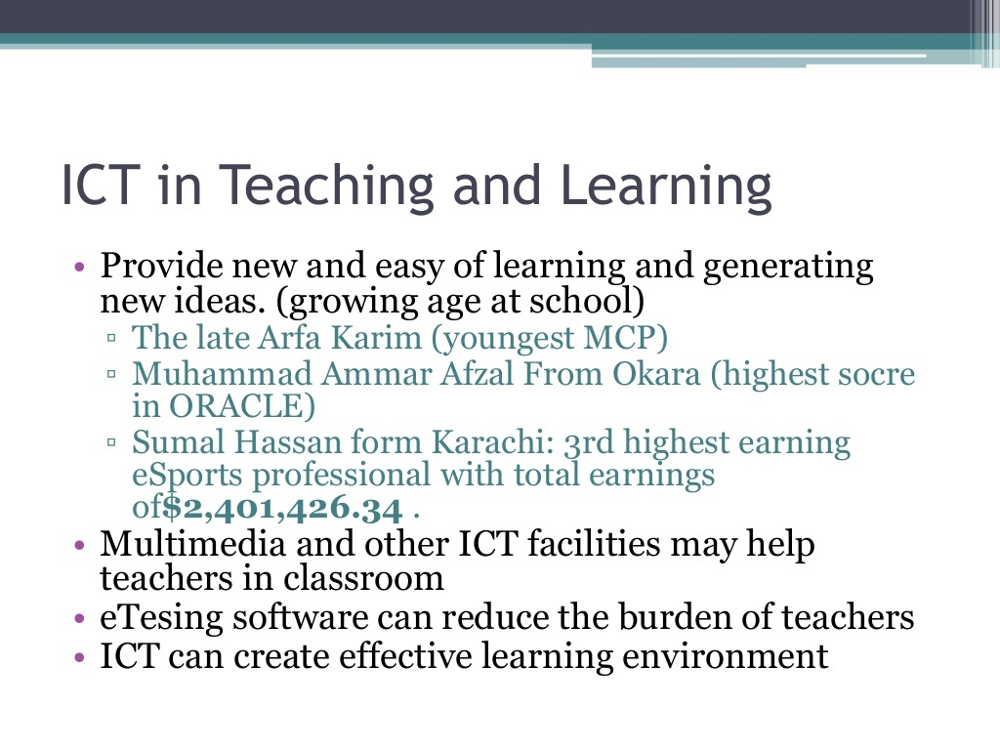 ICT in Teaching and Learning
• Provide new and easy of learning and generating
new ideas. (growing age at school)
▫ The late Arfa Karim (youngest MCP)
▫ Muhammad Ammar Afzal From Okara (highest socre
in ORACLE)
▫ Sumal Hassan form Karachi: 3rd highest earning
eSports professional with total earnings
of$2,401,426.34 .
• Multimedia and other ICT facilities may help
teachers in classroom
• eTesing software can reduce the burden of teachers
• ICT can create effective learning environment